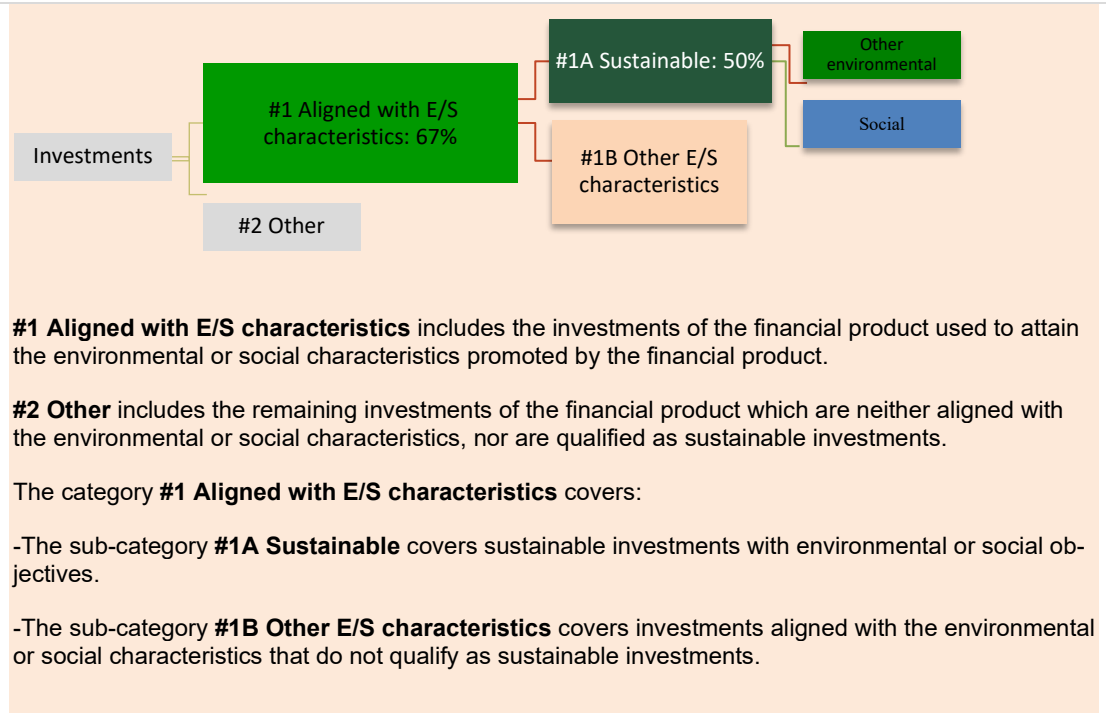 #1A Sustainable: 50%
Other
environmental
#1 Aligned with E/S
characteristics: 67%
Social
Investments
#1B Other E/S
characteristics
#2 Other
#1 Aligned with E/S characteristics includes the investments of the financial product used to attain
the environmental or social characteristics promoted by the financial product.
#2 Other includes the remaining investments of the financial product which are neither aligned with
the environmental or social characteristics, nor are qualified as sustainable investments.
The category #1 Aligned with E/S characteristics covers:
-The sub-category #1A Sustainable covers sustainable investments with environmental or social ob-
jectives.
-The sub-category #1B Other E/S characteristics covers investments aligned with the environmental
or social characteristics that do not qualify as sustainable investments.